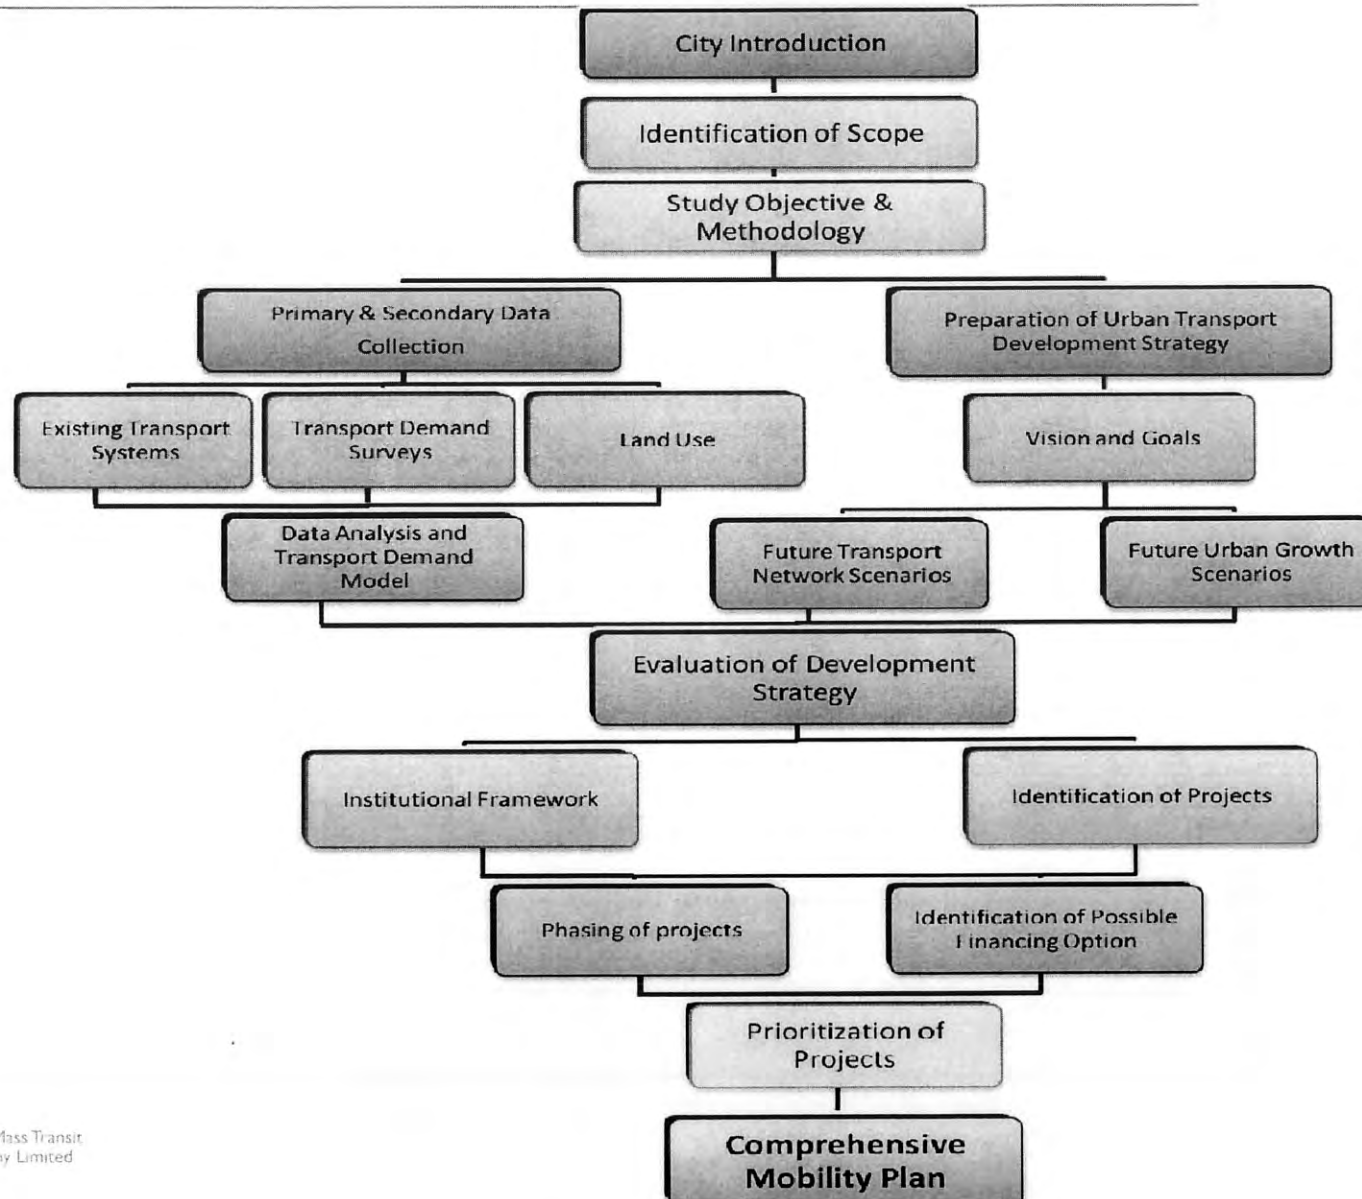 City Introduction
Identification of Scope
Study Objective &
Methodology
Primary & Secondary Data
Collection
Preparation of Urban Transport
Development Strategy
Existing Transport
Systems
Transport Demand
Surveys
Land Use
Vision and Goals
Data Analysis and
Transport Demand
Model
Future Transport
Network Scenarios
Future Urban Growth
Scenarios
Evaluation of Development
Strategy
Institutional Framework
Identification of Projects
Phasing of projects
Identification of Possible
Financing Option
Prioritization of
Projects
Comprehensive
Mobility Plan
Mass Transit
Limited